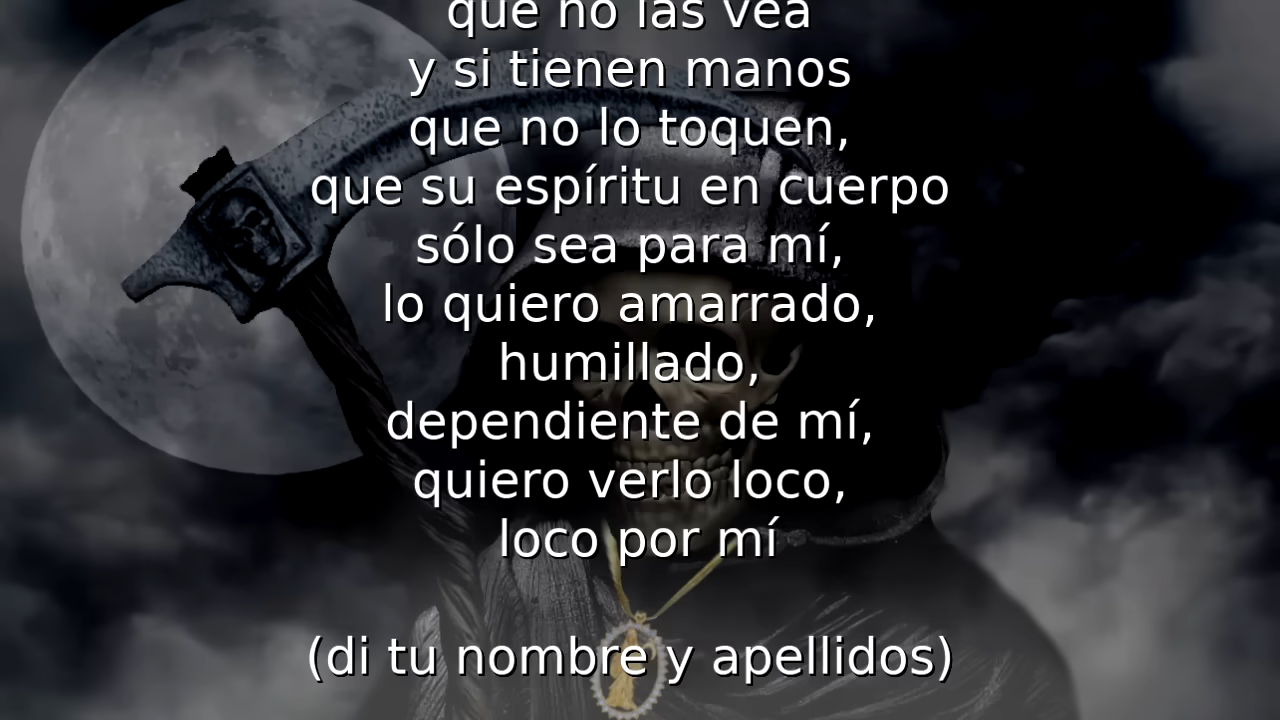 que no las vea
y si tienen manos
que no lo toquen,
que su espíritu en cuerpo
sólo sea para mí,
lo quiero amarrado,
humillado,
dependiente de mí,
quiero verlo loco,
loco por mí
(di tu nombre y apellidos)